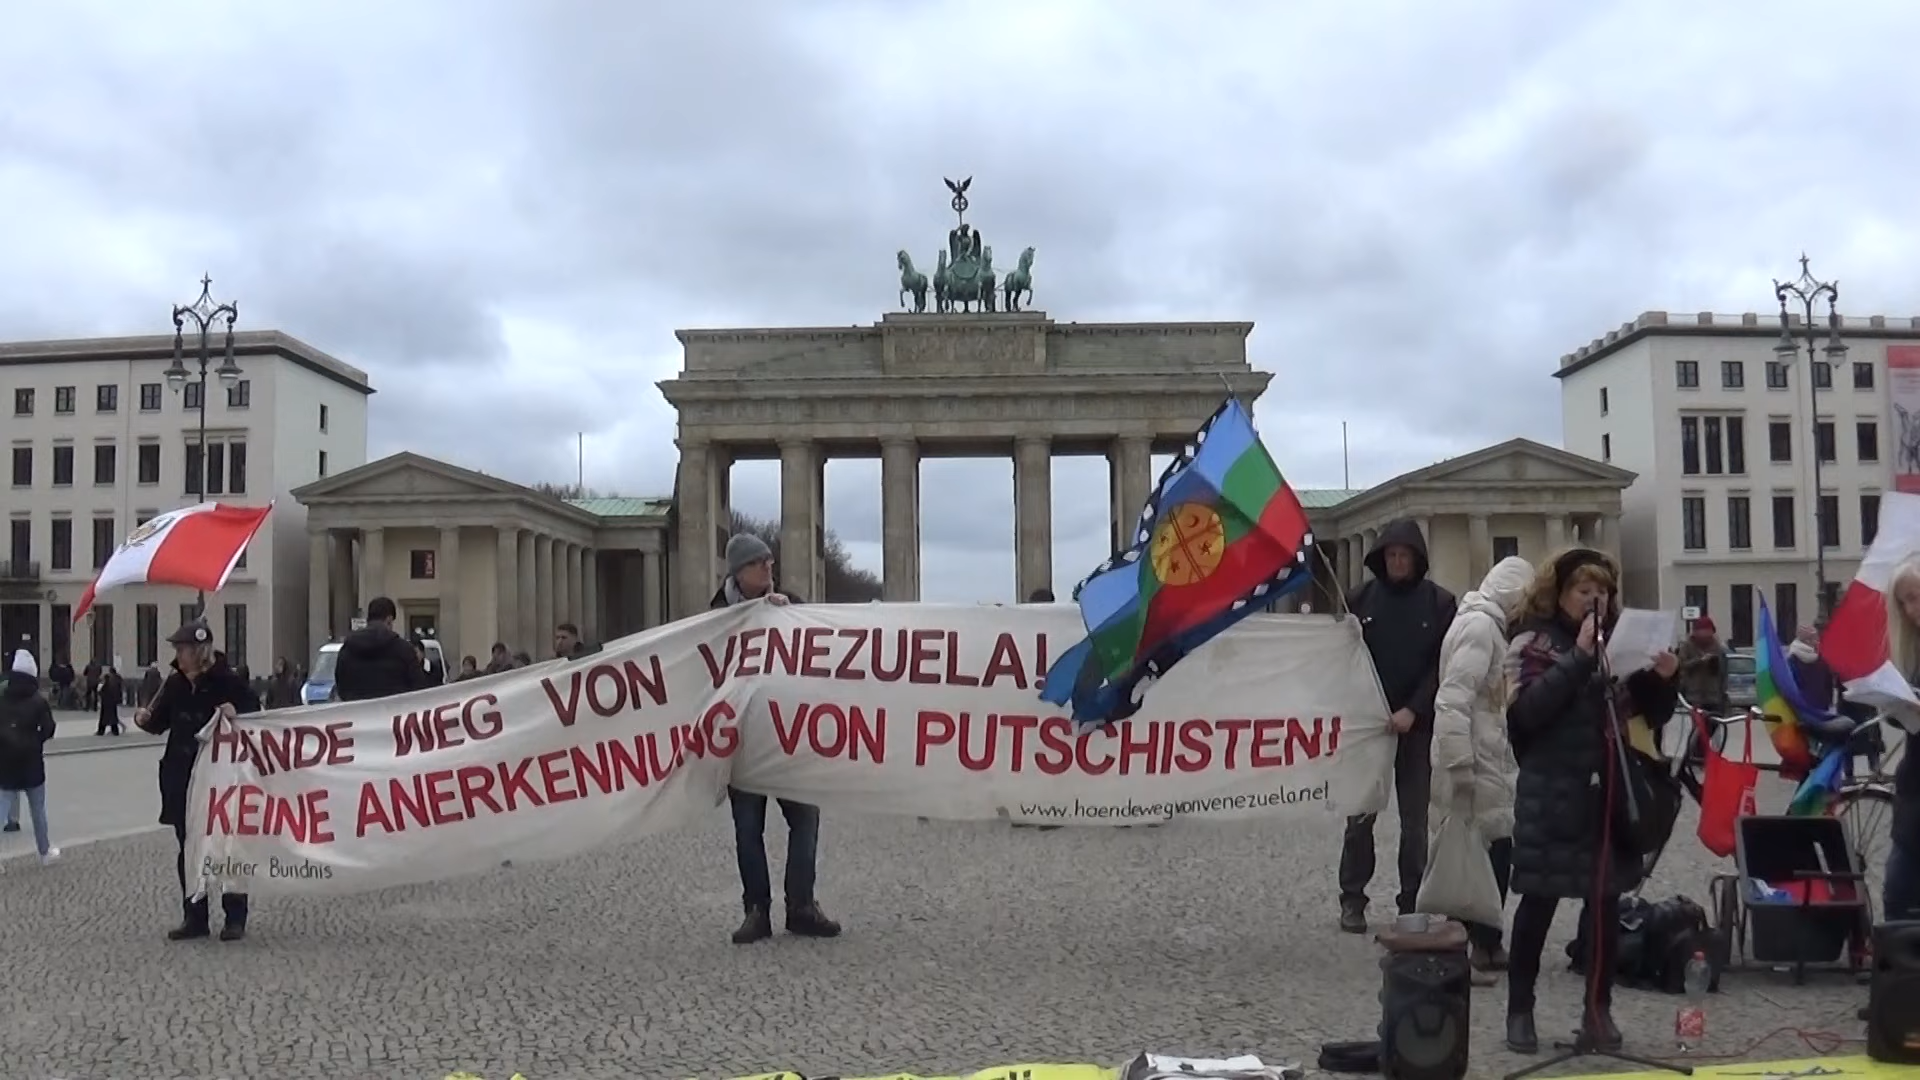 HÄNDE WEG VON VENEZUELA!
KEINE ANERKENNUNG VON PUTSCHISTEN!
www.haendewegvonvenezuela.net
Berliner Bündnis